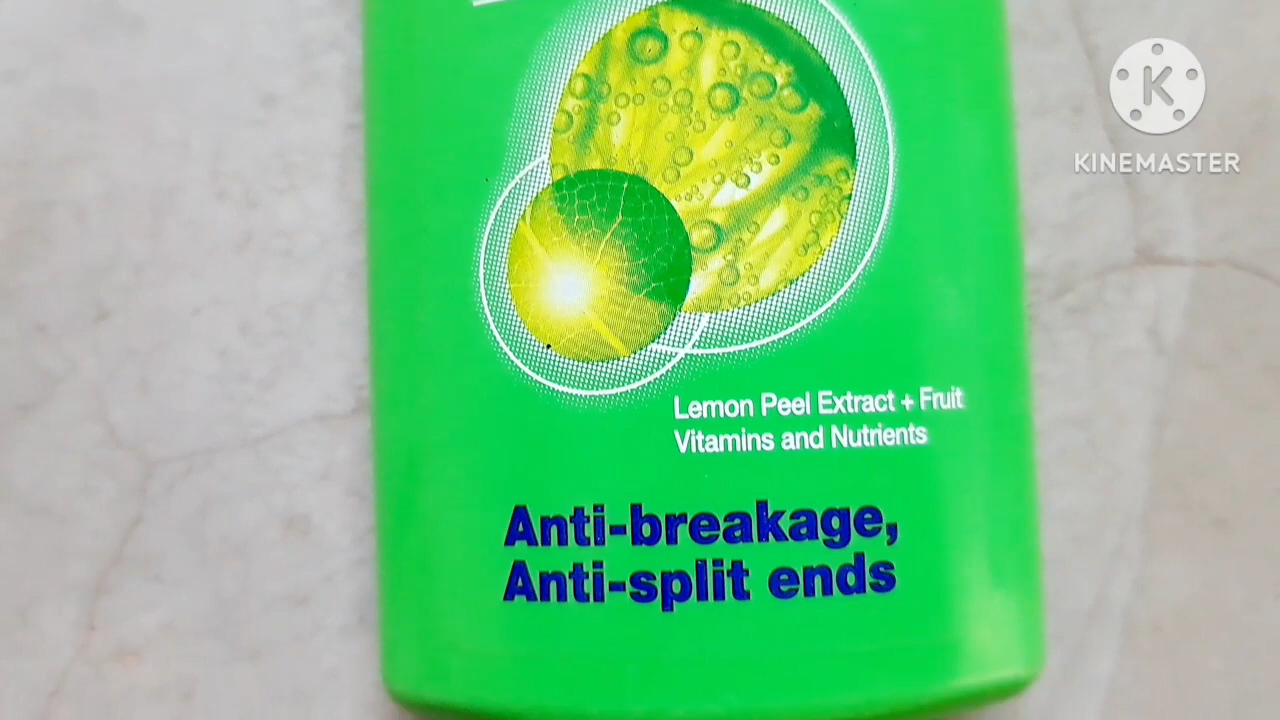 K
KINEMASTER
Lemon Peel Extract + Fruit
Vitamins and Nutrients
Anti-breakage,
Anti-split ends